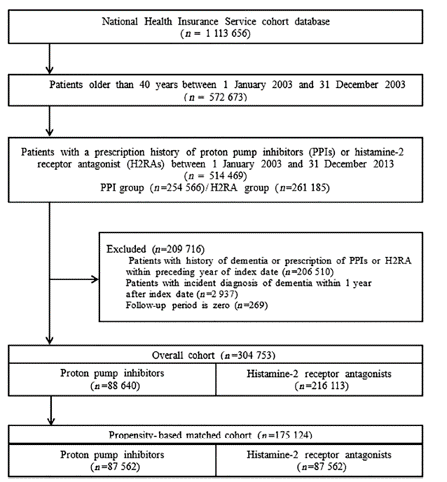 National Health Insurance Service cohort database
(n = 1 113 656)
Patients older than 40 years between 1 January 2003 and 31 December 2003
(n = 572 673)
Patients with a prescription history of proton pump inhibitors (PPIs) or histamine-2
receptor antagonist (H2RAs) between 1 January 2003 and 31 December 2013
(n = 514 469)
PPI group (n=254 566)/H2RA group (n=261 185)
Excluded (n=209 716)
Patients with history of dementia or prescription of PPIs or H2RA
within preceding year of index date (n=206 510)
Patients with incident diagnosis of dementia within 1 year
after index date (n=2 937)
Follow-up period is zero (n=269)
Overall cohort (n=304 753)
Proton pump inhibitors
(n=88 640)
Histamine-2 receptor antagonists
(n=216 113)
Propensity-based matched cohort (n=175 124)
Proton pump inhibitors
(n=87 562)
Histamine-2 receptor antagonists
(n=87 562)